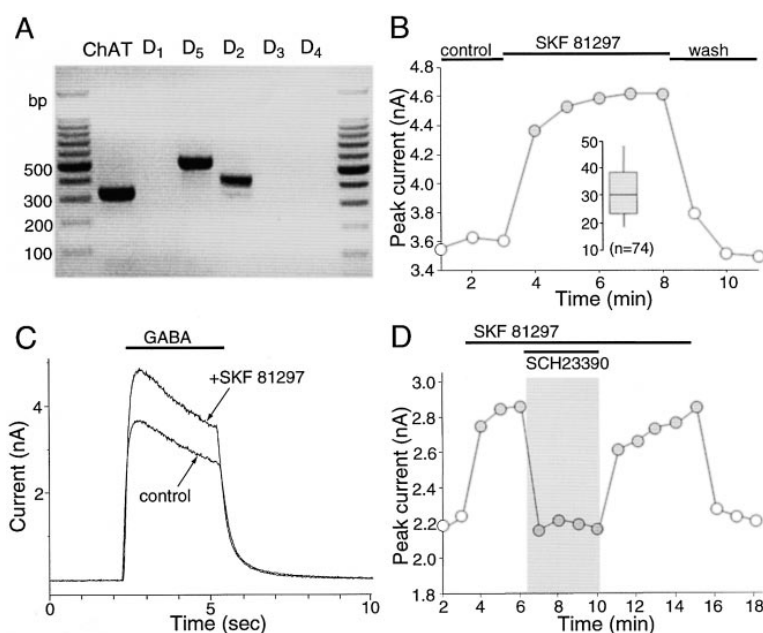 A
ChAT D₁ D₅ D₂ D₃ D₄
bp
500
300
200
100
B
control SKF 81297 wash
Peak current (nA)
4.6
4.4
4.2
4.0
3.8
3.6
3.4
50
40
30
20
10
(n=74)
2 4 6 8 10
Time (min)
C
GABA
+SKF 81297
control
Current (nA)
4
2
0 5 10
Time (sec)
D
SKF 81297
SCH23390
Peak current (nA)
3.0
2.8
2.6
2.4
2.2
2.0
1.8
2 4 6 8 10 12 14 16 18
Time (min)